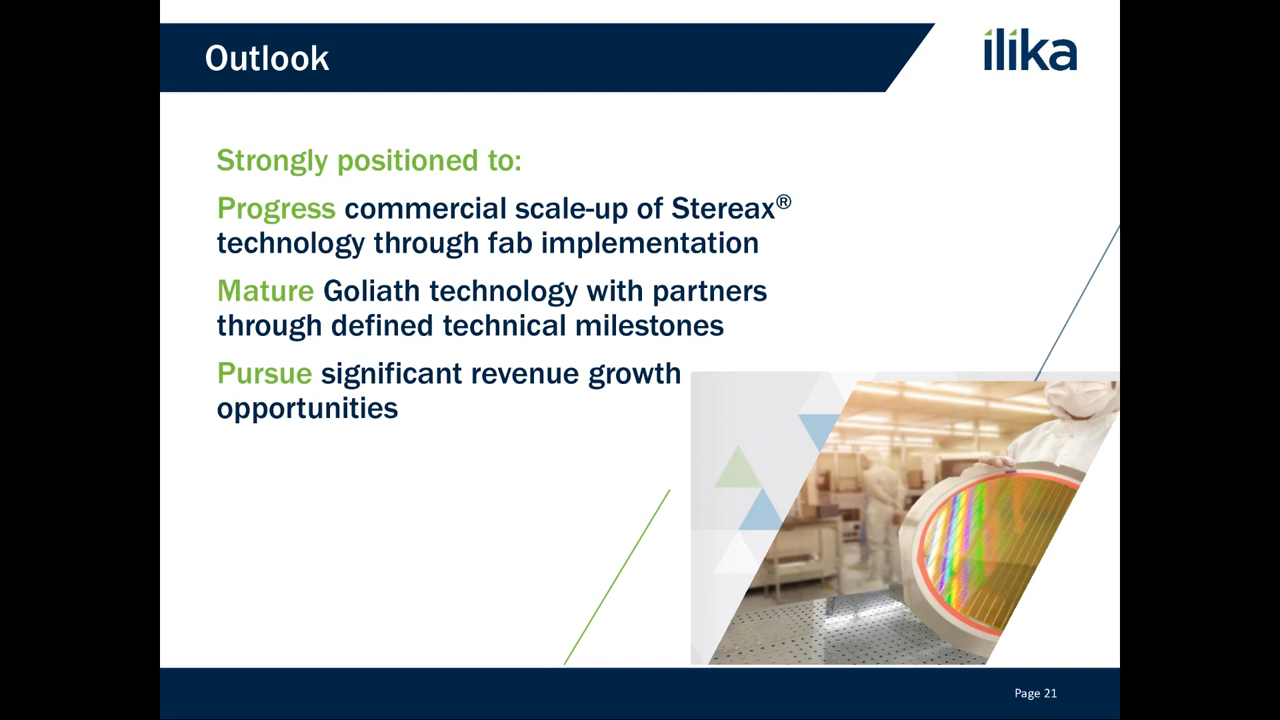 Outlook
ilika
Strongly positioned to:
Progress commercial scale-up of Stereax®
technology through fab implementation
Mature Goliath technology with partners
through defined technical milestones
Pursue significant revenue growth
opportunities
Page 21